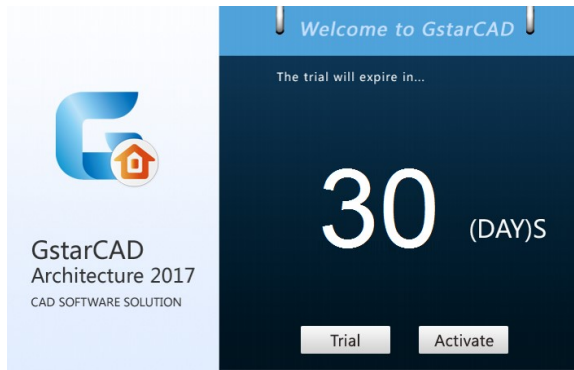 Welcome to GstarCAD
The trial will expire in...
30 (DAY)S
GstarCAD
Architecture 2017
CAD SOFTWARE SOLUTION
Trial Activate